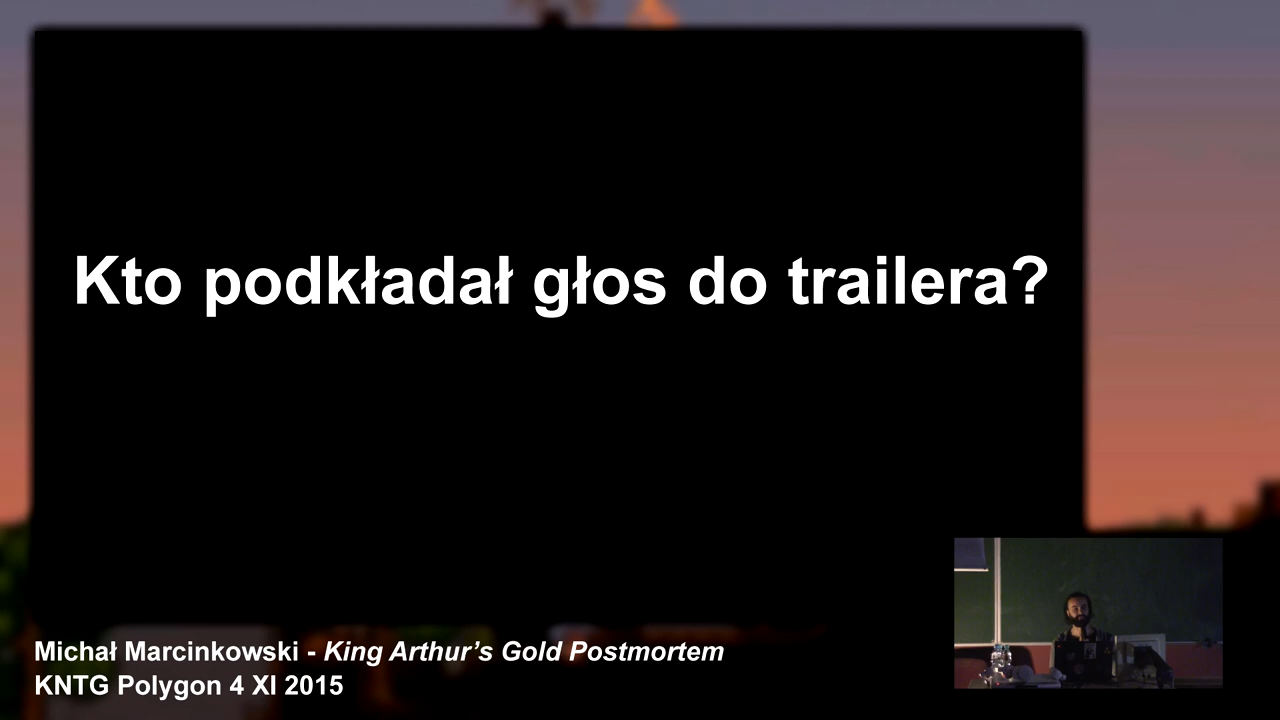 Kto podkładał głos do trailera?
Michał Marcinkowski - King Arthur’s Gold Postmortem
KNTG Polygon 4 XI 2015